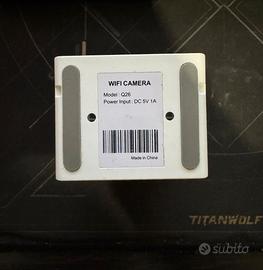 WIFI CAMERA
Model : Q26
Power Input : DC 5V 1A
Made in China
TITANWOLF
subito